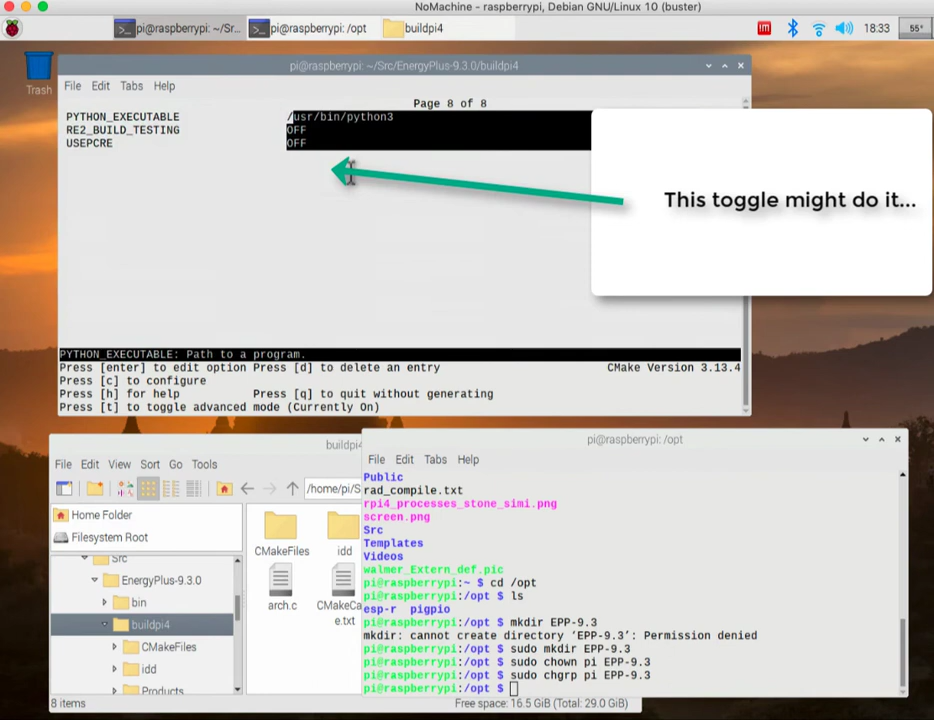 NoMachine - raspberrypi, Debian GNU/Linux 10 (buster)
pi@raspberrypi: ~/Sr...
pi@raspberrypi: /opt
buildpi4
im
18:33
55°
Trash
pi@raspberrypi: ~/Src/EnergyPlus-9.3.0/buildpi4
File Edit Tabs Help
Page 8 of 8
PYTHON_EXECUTABLE /usr/bin/python3
RE2_BUILD_TESTING OFF
USEPCRE OFF
This toggle might do it...
PYTHON_EXECUTABLE: Path to a program.
Press [enter] to edit option Press [d] to delete an entry CMake Version 3.13.4
Press [c] to configure
Press [h] for help Press [q] to quit without generating
Press [t] to toggle advanced mode (Currently On)
buildpi4
File Edit View Sort Go Tools
/home/pi/S
Home Folder
Filesystem Root
Src
EnergyPlus-9.3.0
bin
buildpi4
CMakeFiles
idd
Products
CMakeFiles
idd
arch.c
CMakeCa
e.txt
8 items
Free space: 16.5 GiB (Total: 29.0 GiB)
pi@raspberrypi: /opt
File Edit Tabs Help
Public
rad_compile.txt
rpi4_processes_stone_simi.png
screen.png
Src
Templates
Videos
walmer_Extern_def.pic
pi@raspberrypi:~ $ cd /opt
pi@raspberrypi:/opt $ ls
esp-r pigpio
pi@raspberrypi:/opt $ mkdir EPP-9.3
mkdir: cannot create directory ‘EPP-9.3’: Permission denied
pi@raspberrypi:/opt $ sudo mkdir EPP-9.3
pi@raspberrypi:/opt $ sudo chown pi EPP-9.3
pi@raspberrypi:/opt $ sudo chgrp pi EPP-9.3
pi@raspberrypi:/opt $